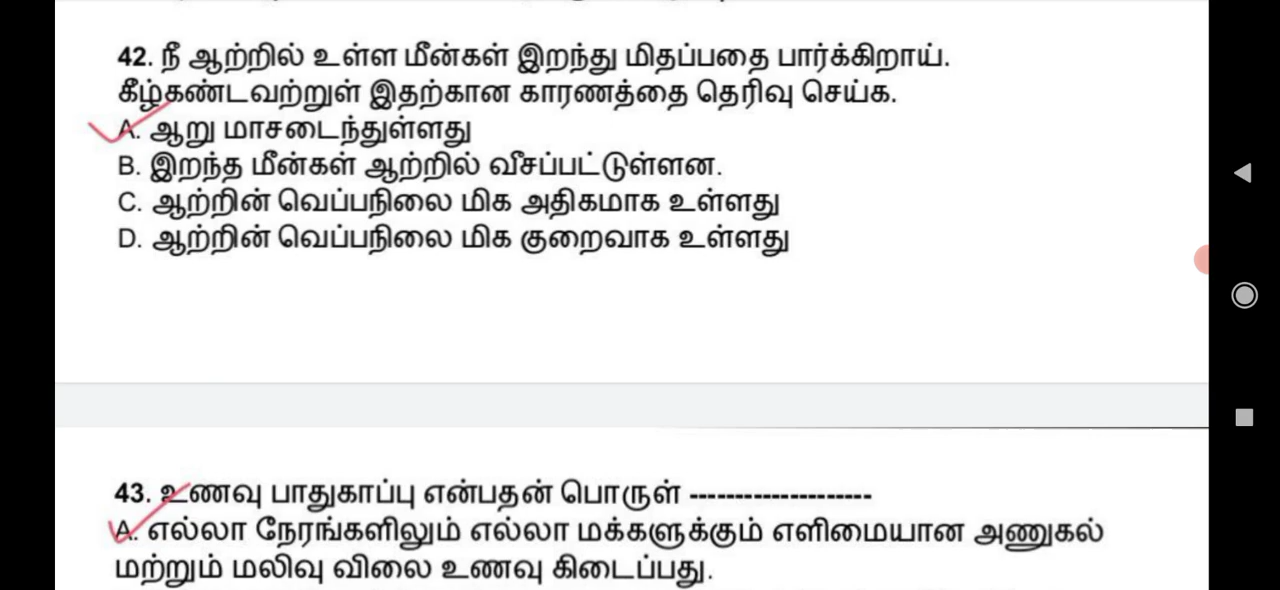 42. நீ ஆற்றில் உள்ள மீன்கள் இறந்து மிதப்பதை பார்க்கிறாய்.
கீழ்கண்டவற்றுள் இதற்கான காரணத்தை தெரிவு செய்க.
A. ஆறு மாசடைந்துள்ளது
B. இறந்த மீன்கள் ஆற்றில் வீசப்பட்டுள்ளன.
C. ஆற்றின் வெப்பநிலை மிக அதிகமாக உள்ளது
D. ஆற்றின் வெப்பநிலை மிக குறைவாக உள்ளது
43. உணவு பாதுகாப்பு என்பதன் பொருள் --------------------
A. எல்லா நேரங்களிலும் எல்லா மக்களுக்கும் எளிமையான அணுகல்
மற்றும் மலிவு விலை உணவு கிடைப்பது.